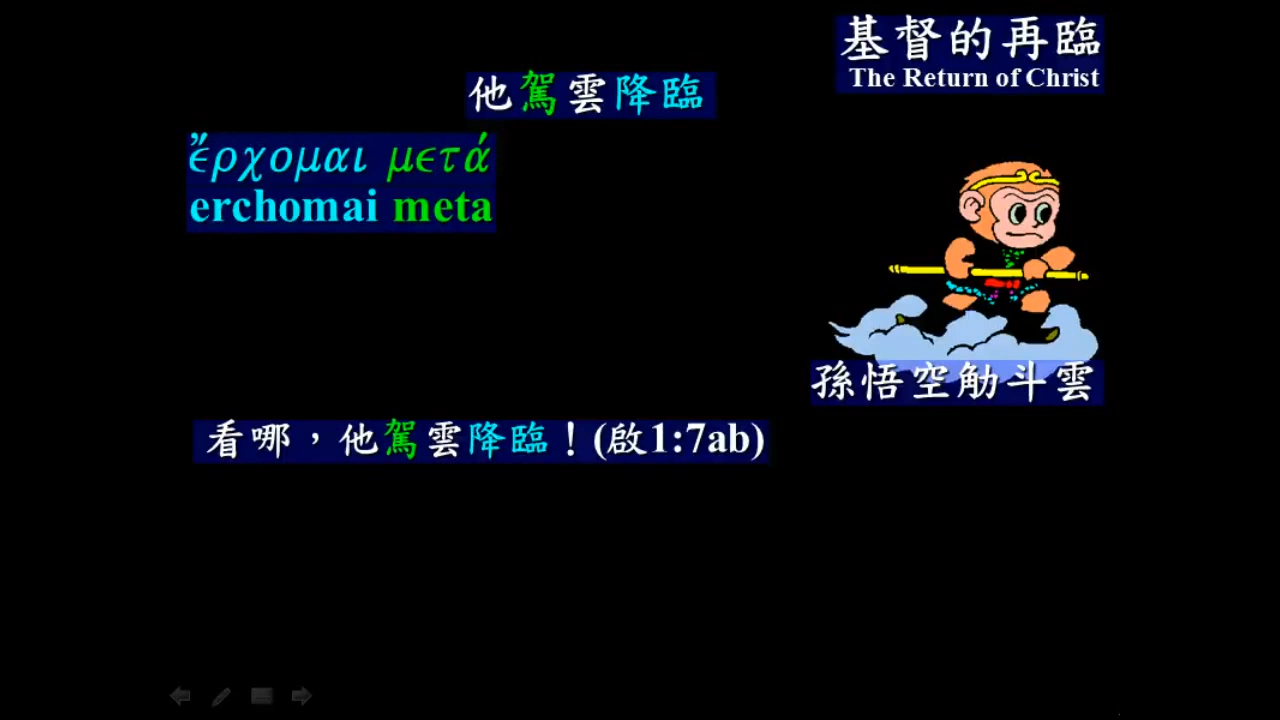 基督的再臨
The Return of Christ
他駕雲降臨
ἔρχομαι μετά
erchomai meta
孫悟空觔斗雲
看哪，他駕雲降臨！(啟1:7ab)